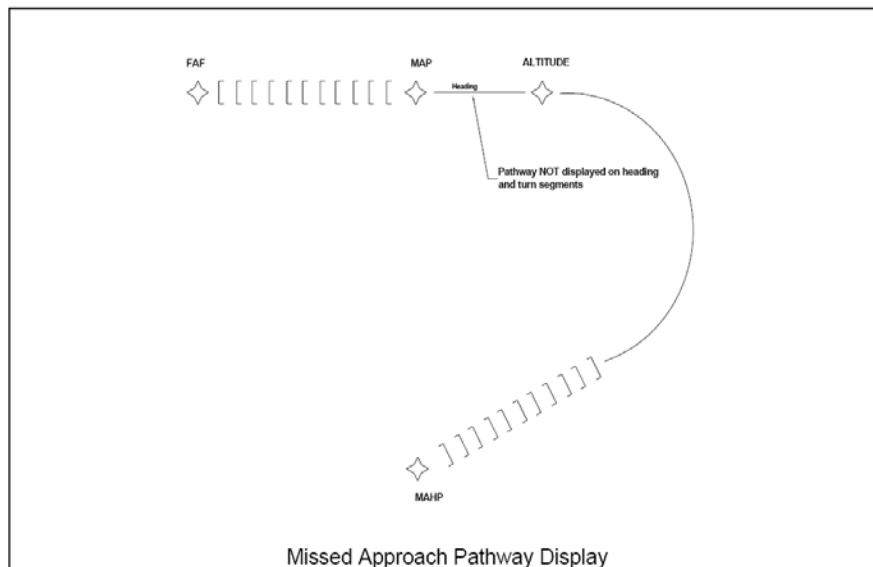 FAF
MAP
ALTITUDE
Heading
Pathway NOT displayed on heading
and turn segments
MAHP
Missed Approach Pathway Display